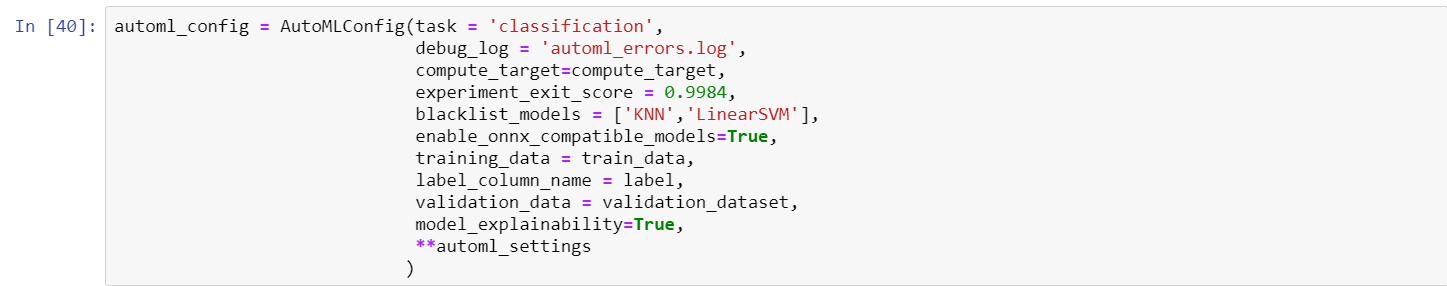 In [40]: automl_config = AutoMLConfig(task = 'classification',
debug_log = 'automl_errors.log',
compute_target=compute_target,
experiment_exit_score = 0.9984,
blacklist_models = ['KNN','LinearSVM'],
enable_onnx_compatible_models=True,
training_data = train_data,
label_column_name = label,
validation_data = validation_dataset,
model_explainability=True,
**automl_settings
)